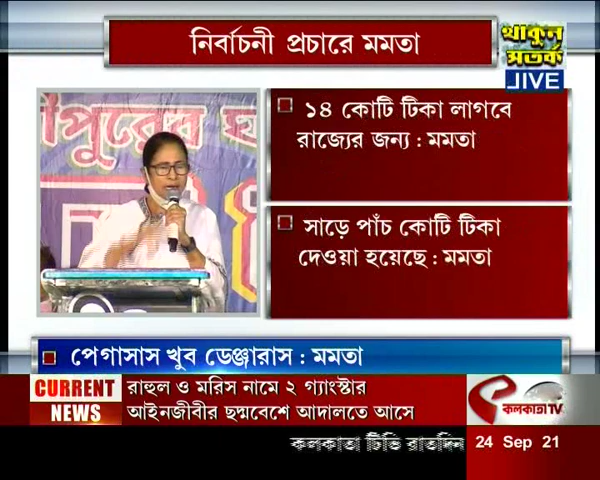 নির্বাচনী প্রচারে মমতা
থাকুন
সতর্ক
LIVE
১৪ কোটি টিকা লাগবে
রাজ্যের জন্য : মমতা
সাড়ে পাঁচ কোটি টিকা
দেওয়া হয়েছে : মমতা
পেগাসাস খুব ডেঞ্জারাস : মমতা
CURRENT
NEWS
রাহুল ও মরিস নামে ২ গ্যাংস্টার
আইনজীবীর ছদ্মবেশে আদালতে আসে
কলকাতা TV
কলকাতা টিভি রাতদিন
24 Sep 21